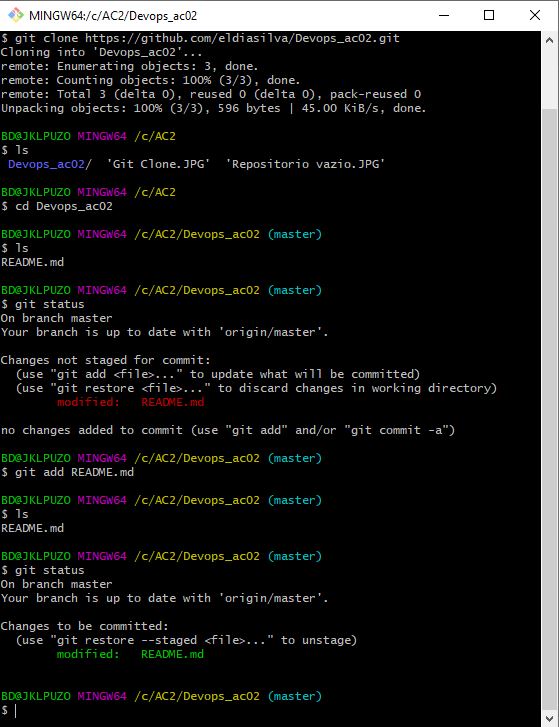 MINGW64:/c/AC2/Devops_ac02
$ git clone https://github.com/eldiasilva/Devops_ac02.git
Cloning into 'Devops_ac02'...
remote: Enumerating objects: 3, done.
remote: Counting objects: 100% (3/3), done.
remote: Total 3 (delta 0), reused 0 (delta 0), pack-reused 0
Unpacking objects: 100% (3/3), 596 bytes | 45.00 KiB/s, done.
BD@JKLPUZO MINGW64 /c/AC2
$ ls
Devops_ac02/  'Git Clone.JPG'  'Repositorio vazio.JPG'
BD@JKLPUZO MINGW64 /c/AC2
$ cd Devops_ac02
BD@JKLPUZO MINGW64 /c/AC2/Devops_ac02 (master)
$ ls
README.md
BD@JKLPUZO MINGW64 /c/AC2/Devops_ac02 (master)
$ git status
On branch master
Your branch is up to date with 'origin/master'.
Changes not staged for commit:
(use "git add <file>..." to update what will be committed)
(use "git restore <file>..." to discard changes in working directory)
modified:   README.md
no changes added to commit (use "git add" and/or "git commit -a")
BD@JKLPUZO MINGW64 /c/AC2/Devops_ac02 (master)
$ git add README.md
BD@JKLPUZO MINGW64 /c/AC2/Devops_ac02 (master)
$ ls
README.md
BD@JKLPUZO MINGW64 /c/AC2/Devops_ac02 (master)
$ git status
On branch master
Your branch is up to date with 'origin/master'.
Changes to be committed:
(use "git restore --staged <file>..." to unstage)
modified:   README.md
BD@JKLPUZO MINGW64 /c/AC2/Devops_ac02 (master)
$